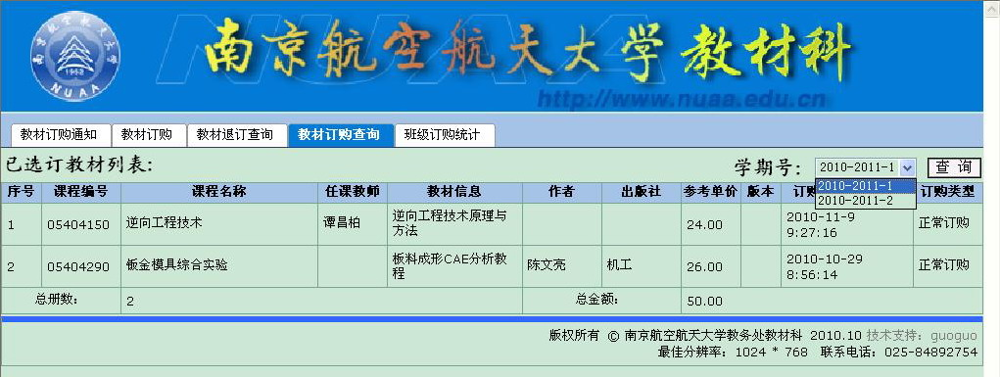 南京航空航天大学
1952
NUAA
南京航空航天大学教材科
http://www.nuaa.edu.cn
教材订购通知 教材订购 教材退订查询 教材订购查询 班级订购统计
已选订教材列表: 学期号: 2010-2011-1 查 询
2010-2011-1
2010-2011-2
序号 课程编号 课程名称 任课教师 教材信息 作者 出版社 参考单价 版本 订购 订购类型
1 05404150 逆向工程技术 谭昌柏 逆向工程技术原理与方法 24.00 2010-11-9 9:27:16 正常订购
2 05404290 钣金模具综合实验 板料成形CAE分析教程 陈文亮 机工 26.00 2010-10-29 8:56:14 正常订购
总册数: 2 总金额: 50.00
版权所有 © 南京航空航天大学教务处教材科 2010.10 技术支持: guoguo
最佳分辨率: 1024 * 768 联系电话: 025-84892754